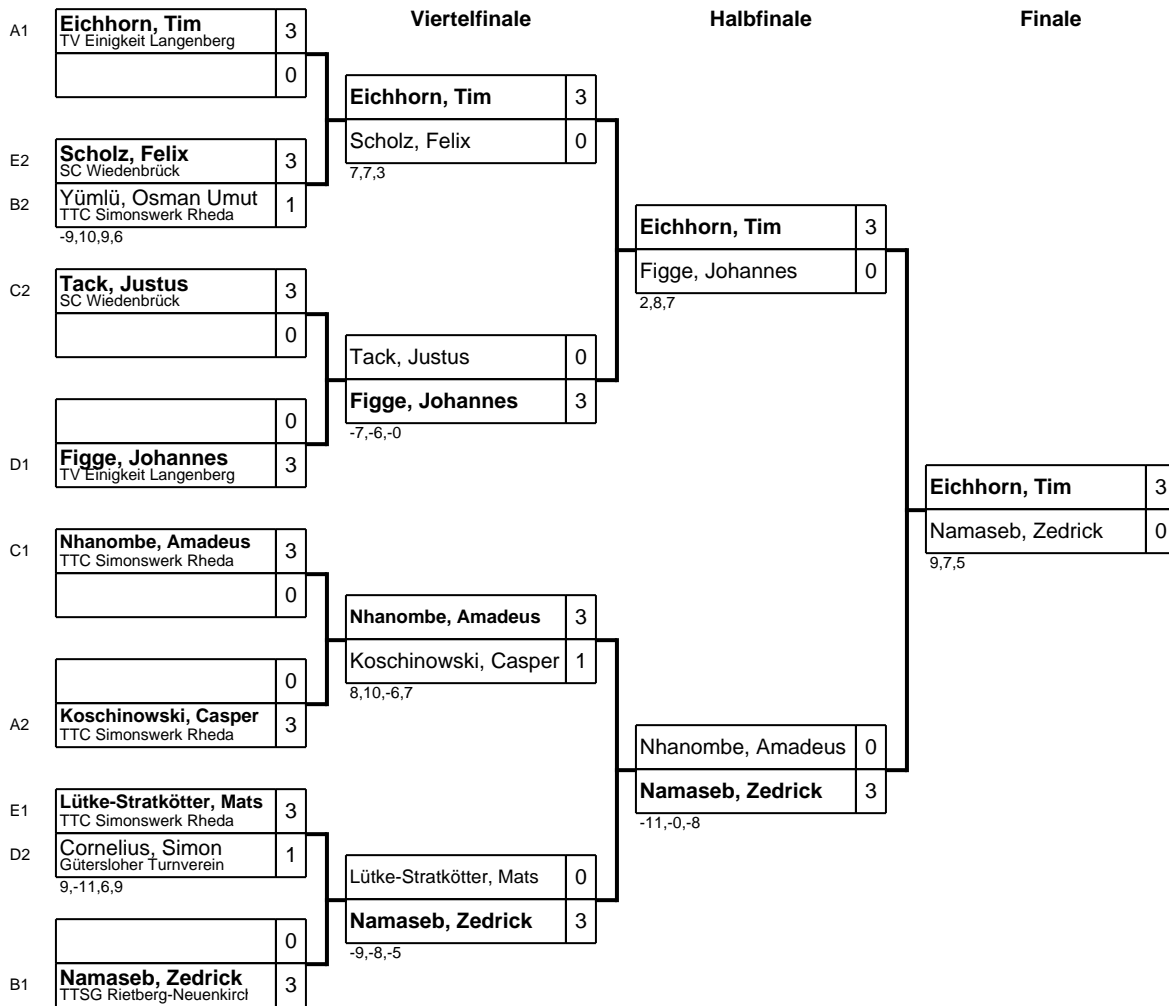 Viertelfinale
Halbfinale
Finale
A1
Eichhorn, Tim
TV Einigkeit Langenberg
3
0
E2
Scholz, Felix
SC Wiedenbrück
3
B2
Yümlü, Osman Umut
TTC Simonswerk Rheda
1
-9,10,9,6
C2
Tack, Justus
SC Wiedenbrück
3
0
0
D1
Figge, Johannes
TV Einigkeit Langenberg
3
C1
Nhanombe, Amadeus
TTC Simonswerk Rheda
3
0
0
A2
Koschinowski, Casper
TTC Simonswerk Rheda
3
E1
Lütke-Stratkötter, Mats
TTC Simonswerk Rheda
3
D2
Cornelius, Simon
Gütersloher Turnverein
1
9,-11,6,9
0
B1
Namaseb, Zedrick
TTSG Rietberg-Neuenkirch
3
Eichhorn, Tim
3
Scholz, Felix
0
7,7,3
Tack, Justus
0
Figge, Johannes
3
-7,-6,-0
Nhanombe, Amadeus
3
Koschinowski, Casper
1
8,10,-6,7
Lütke-Stratkötter, Mats
0
Namaseb, Zedrick
3
-9,-8,-5
Eichhorn, Tim
3
Figge, Johannes
0
2,8,7
Nhanombe, Amadeus
0
Namaseb, Zedrick
3
-11,-0,-8
Eichhorn, Tim
3
Namaseb, Zedrick
0
9,7,5